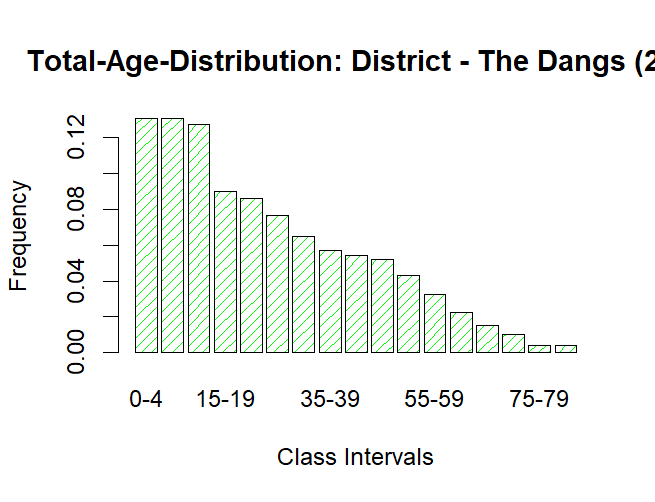 Total-Age-Distribution: District - The Dangs (2
Frequency
0.12
0.08
0.04
0.00
0-4 15-19 35-39 55-59 75-79
Class Intervals